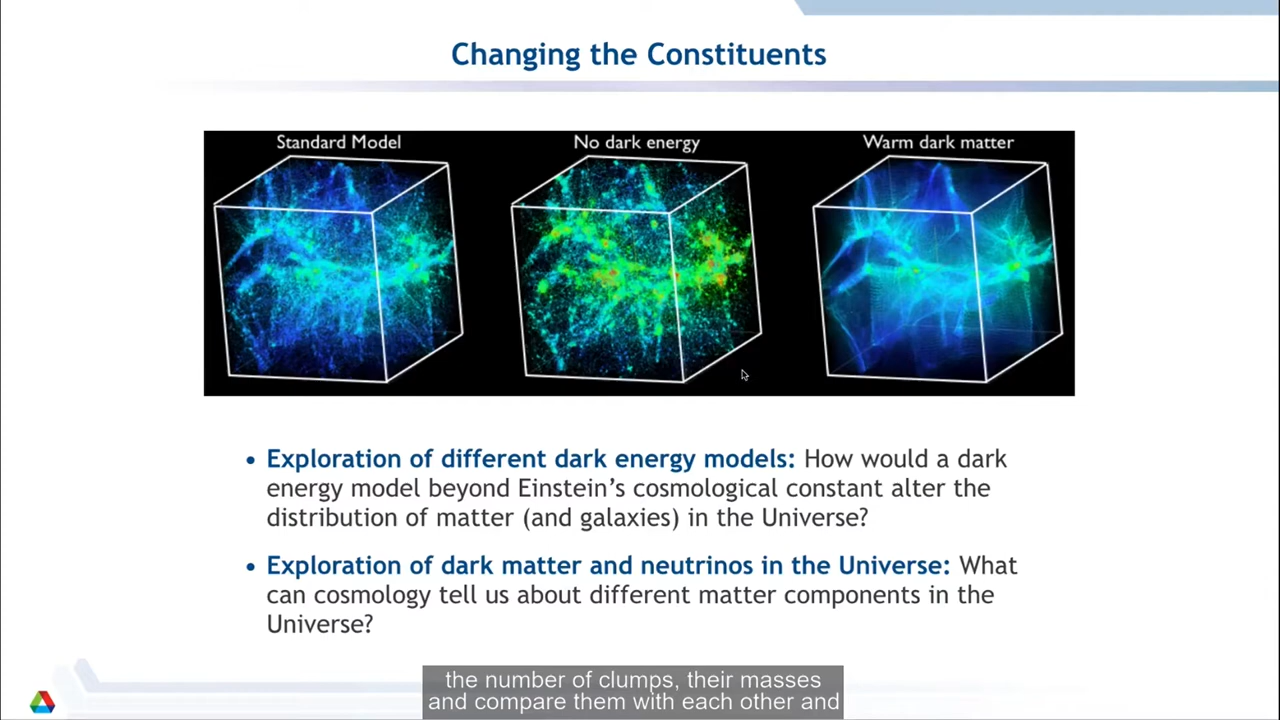 Changing the Constituents
Standard Model
No dark energy
Warm dark matter
• Exploration of different dark energy models: How would a dark
energy model beyond Einstein’s cosmological constant alter the
distribution of matter (and galaxies) in the Universe?
• Exploration of dark matter and neutrinos in the Universe: What
can cosmology tell us about different matter components in the
Universe?
the number of clumps, their masses
and compare them with each other and